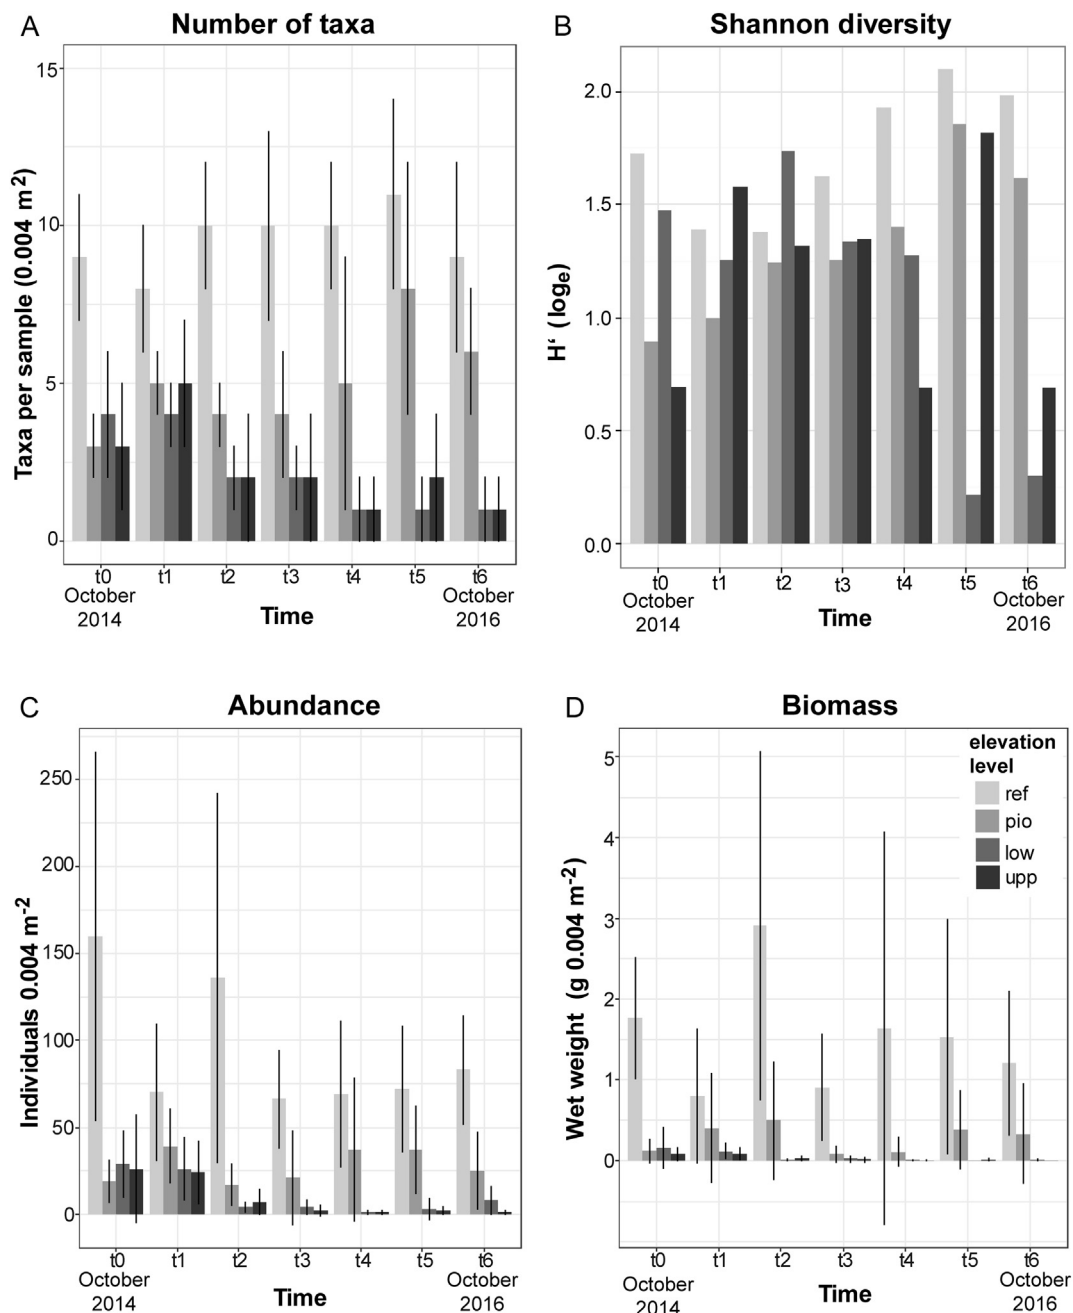 A
Number of taxa
15
10
5
0
Taxa per sample (0.004 m²)
t0 t1 t2 t3 t4 t5 t6
October
2014
October
2016
Time
B
Shannon diversity
2.0
1.5
1.0
0.5
0.0
H‘ (logₑ)
t0 t1 t2 t3 t4 t5 t6
October
2014
October
2016
Time
C
Abundance
250
200
150
100
50
0
Individuals 0.004 m⁻²
t0 t1 t2 t3 t4 t5 t6
October
2014
October
2016
Time
D
Biomass
5
4
3
2
1
0
Wet weight (g 0.004 m⁻²)
elevation
level
ref
pio
low
upp
t0 t1 t2 t3 t4 t5 t6
October
2014
October
2016
Time